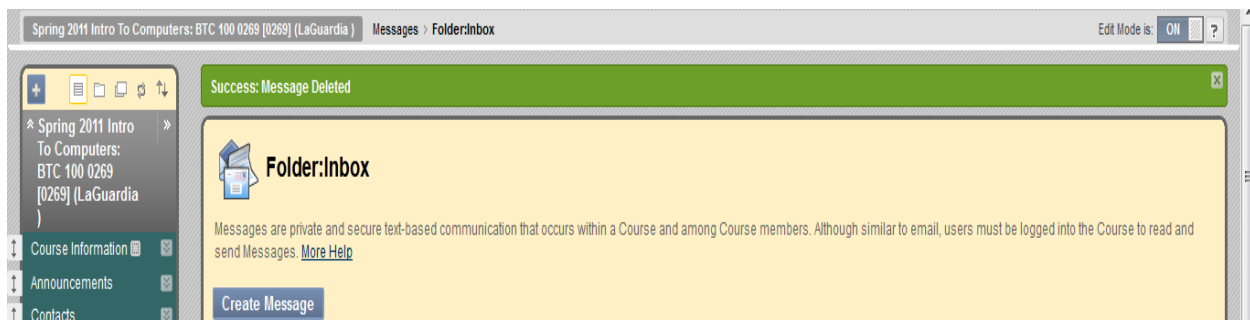 Spring 2011 Intro To Computers: BTC 100 0269 [0269] (LaGuardia ) Messages > Folder:Inbox Edit Mode is: ON ?
Success: Message Deleted
Spring 2011 Intro
To Computers:
BTC 100 0269
[0269] (LaGuardia
)
Course Information
Announcements
Contacts
Folder:Inbox
Messages are private and secure text-based communication that occurs within a Course and among Course members. Although similar to email, users must be logged into the Course to read and
send Messages. More Help
Create Message